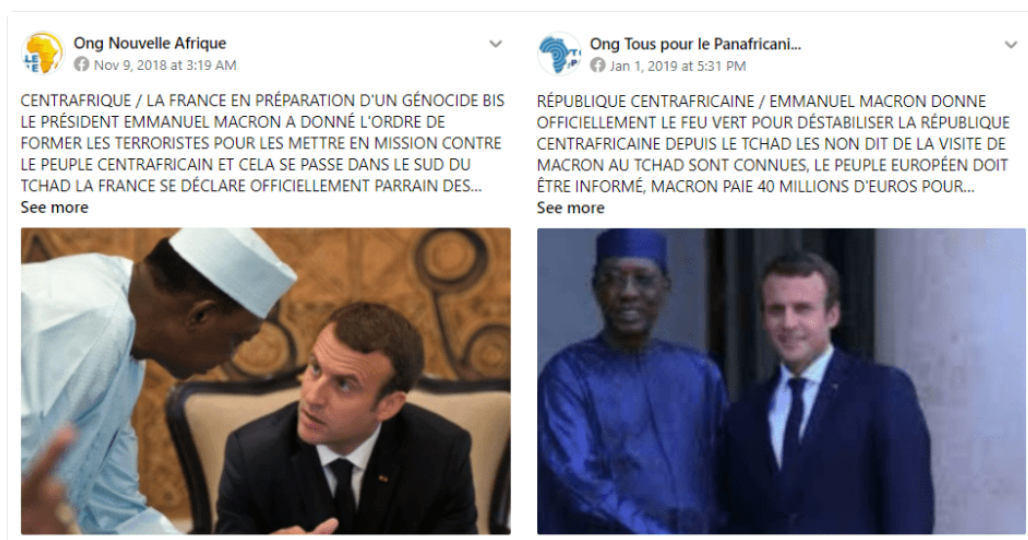 Ong Nouvelle Afrique
Nov 9, 2018 at 3:19 AM
CENTRAFRIQUE / LA FRANCE EN PRÉPARATION D'UN GÉNOCIDE BIS
LE PRÉSIDENT EMMANUEL MACRON A DONNÉ L'ORDRE DE
FORMER LES TERRORISTES POUR LES METTRE EN MISSION CONTRE
LE PEUPLE CENTRAFRICAIN ET CELA SE PASSE DANS LE SUD DU
TCHAD LA FRANCE SE DÉCLARE OFFICIELLEMENT PARRAIN DES...
See more
Ong Tous pour le Panafricani...
Jan 1, 2019 at 5:31 PM
RÉPUBLIQUE CENTRAFRICAINE / EMMANUEL MACRON DONNE
OFFICIELLEMENT LE FEU VERT POUR DÉSTABILISER LA RÉPUBLIQUE
CENTRAFRICAINE DEPUIS LE TCHAD LES NON DIT DE LA VISITE DE
MACRON AU TCHAD SONT CONNUES, LE PEUPLE EUROPÉEN DOIT
ÊTRE INFORMÉ, MACRON PAIE 40 MILLIONS D'EUROS POUR...
See more